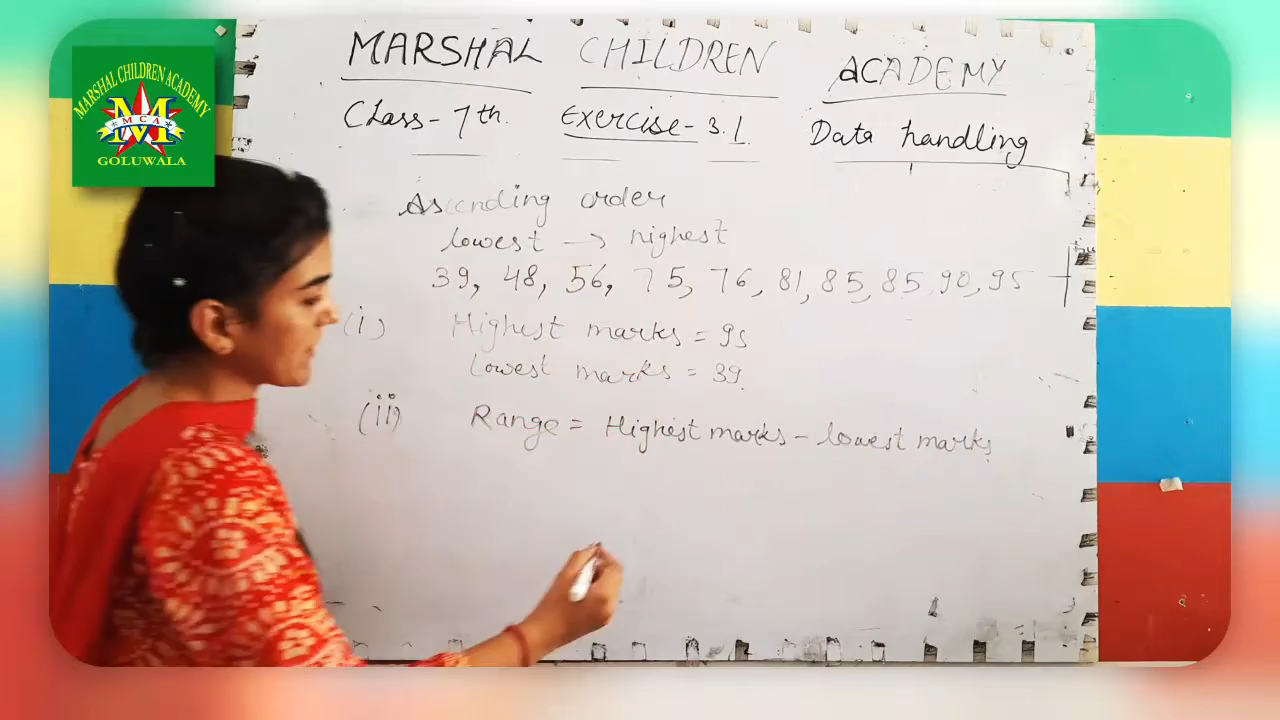 MARSHAL CHILDREN ACADEMY
MCA
GOLUWALA
MARSHAL CHILDREN ACADEMY
Class - 7th. Exercise - 3.1 Data handling
Ascending order
lowest → highest
39, 48, 56, 75, 76, 81, 85, 85, 90, 95
(i) Highest marks = 95
lowest marks = 39.
(ii) Range = Highest marks - lowest marks